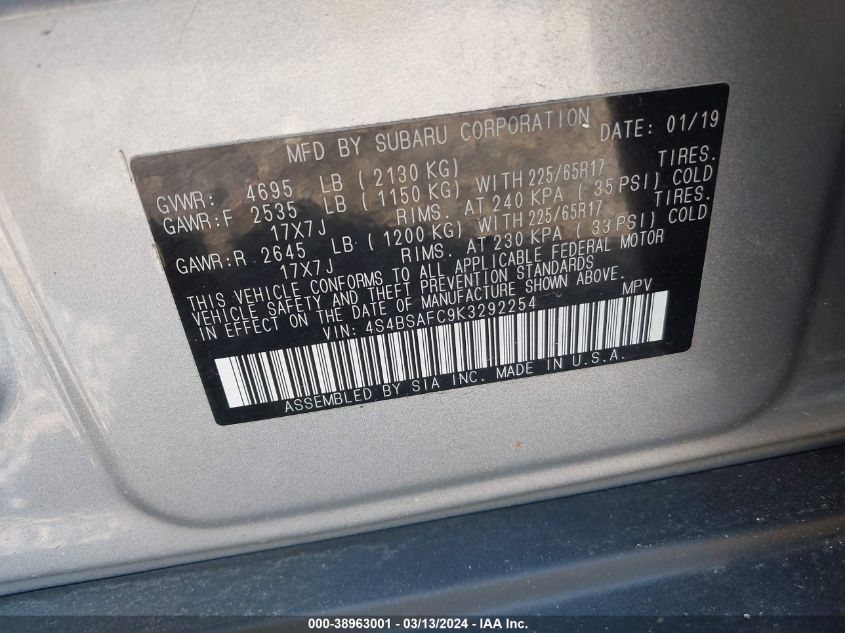 MFD BY SUBARU CORPORATION DATE: 01/19
GVWR: 4695 LB ( 2130 KG)
GAWR:F 2535 LB ( 1150 KG) WITH 225/65R17 TIRES.
17X7J RIMS. AT 240 KPA ( 35 PSI) COLD
GAWR:R 2645 LB ( 1200 KG) WITH 225/65R17 TIRES.
17X7J RIMS. AT 230 KPA ( 33 PSI) COLD
THIS VEHICLE CONFORMS TO ALL APPLICABLE FEDERAL MOTOR
VEHICLE SAFETY AND THEFT PREVENTION STANDARDS
IN EFFECT ON THE DATE OF MANUFACTURE SHOWN ABOVE.
VIN: 4S4BSAFC9K3292254 MPV
ASSEMBLED BY SIA INC. MADE IN U.S.A.
000-38963001 - 03/13/2024 - IAA Inc.